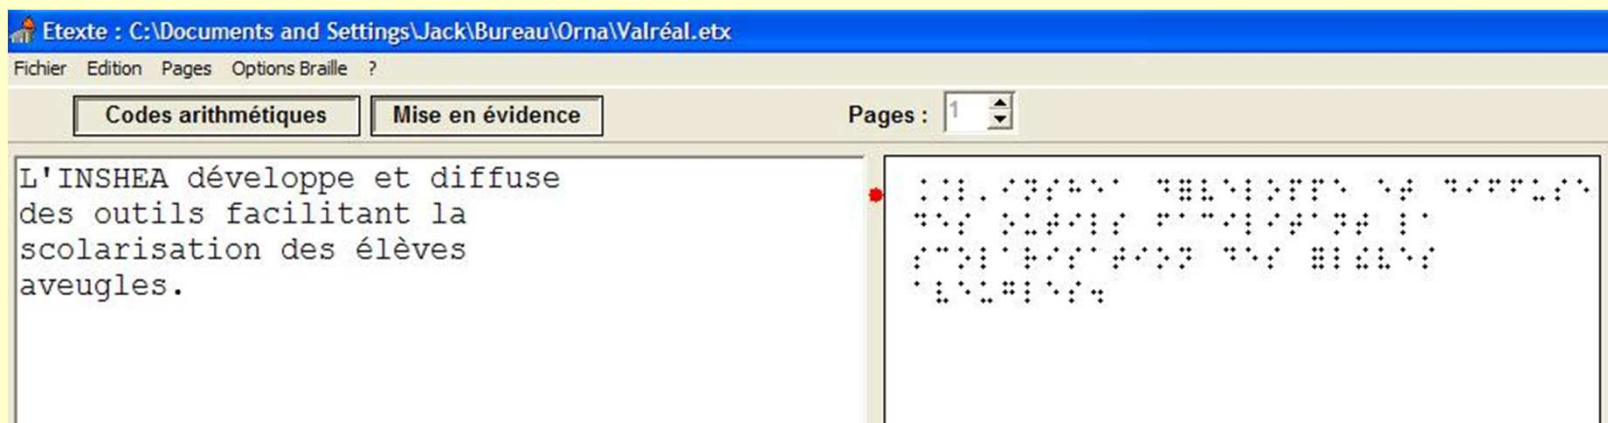 Etexte : C:\Documents and Settings\Jack\Bureau\Orna\Valréal.etx
Fichier Edition Pages Options Braille ?
Codes arithmétiques Mise en évidence Pages : 1
L'INSHEA développe et diffuse
des outils facilitant la
scolarisation des élèves
aveugles.
⠨⠨⠇⠄⠊⠝⠎⠓⠑⠁ ⠙⠿⠧⠑⠇⠕⠏⠏⠑ ⠑⠞ ⠙⠊⠋⠋⠥⠎⠑
⠙⠑⠎ ⠕⠥⠞⠊⠇⠎ ⠋⠁⠉⠊⠇⠊⠞⠁⠝⠞ ⠇⠁
⠎⠉⠕⠇⠁⠗⠊⠎⠁⠞⠊⠕⠝ ⠙⠑⠎ ⠿⠇⠮⠧⠑⠎
⠁⠧⠑⠥⠛⠇⠑⠎⠲